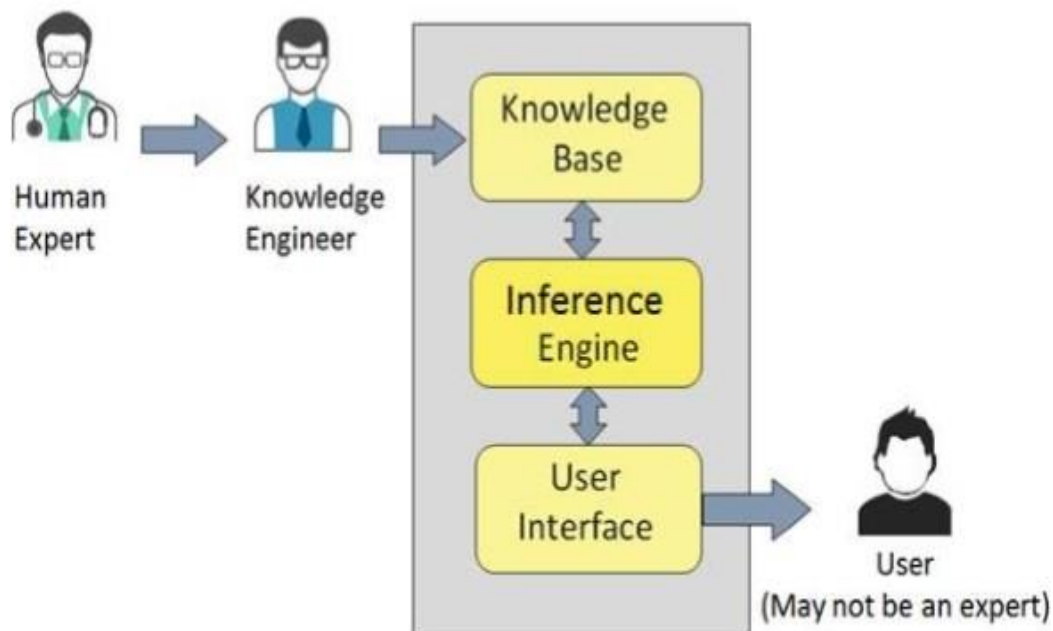 Human
Expert
Knowledge
Engineer
Knowledge
Base
Inference
Engine
User
Interface
User
(May not be an expert)